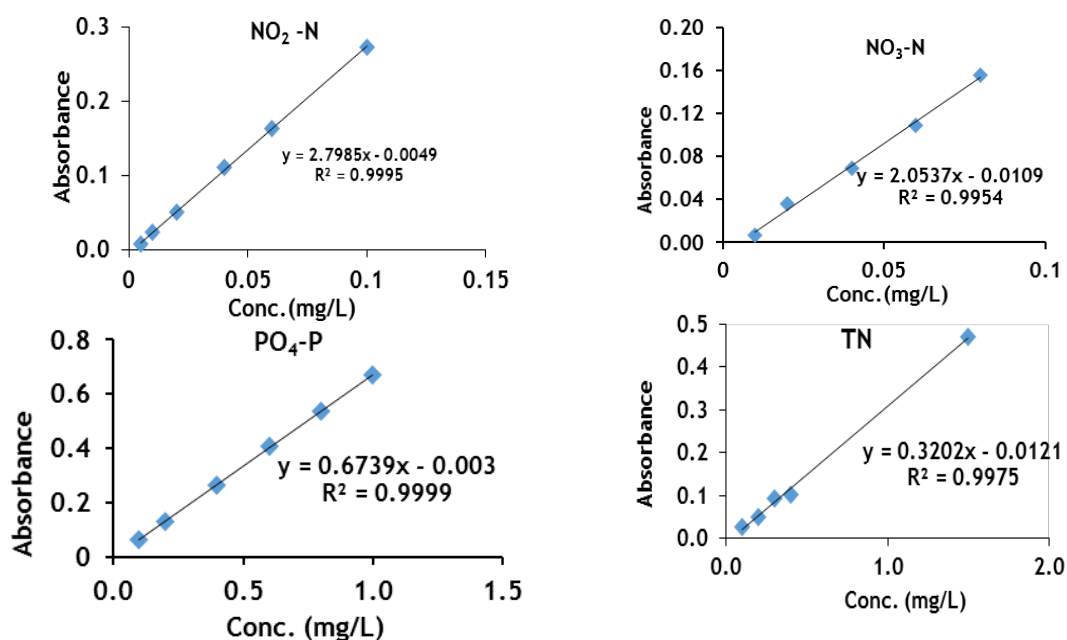 NO₂ -N
0.3
0.2
0.1
0.0
Absorbance
y = 2.7985x - 0.0049
R² = 0.9995
0 0.05 0.1 0.15
Conc.(mg/L)
NO₃-N
0.20
0.16
0.12
0.08
0.04
0.00
Absorbance
y = 2.0537x - 0.0109
R² = 0.9954
0 0.05 0.1
Conc.(mg/L)
PO₄-P
0.8
0.6
0.4
0.2
0
Absorbance
y = 0.6739x - 0.003
R² = 0.9999
0.0 0.5 1.0 1.5
Conc. (mg/L)
TN
0.5
0.4
0.3
0.2
0.1
0.0
Absorbance
y = 0.3202x - 0.0121
R² = 0.9975
0.0 1.0 2.0
Conc. (mg/L)